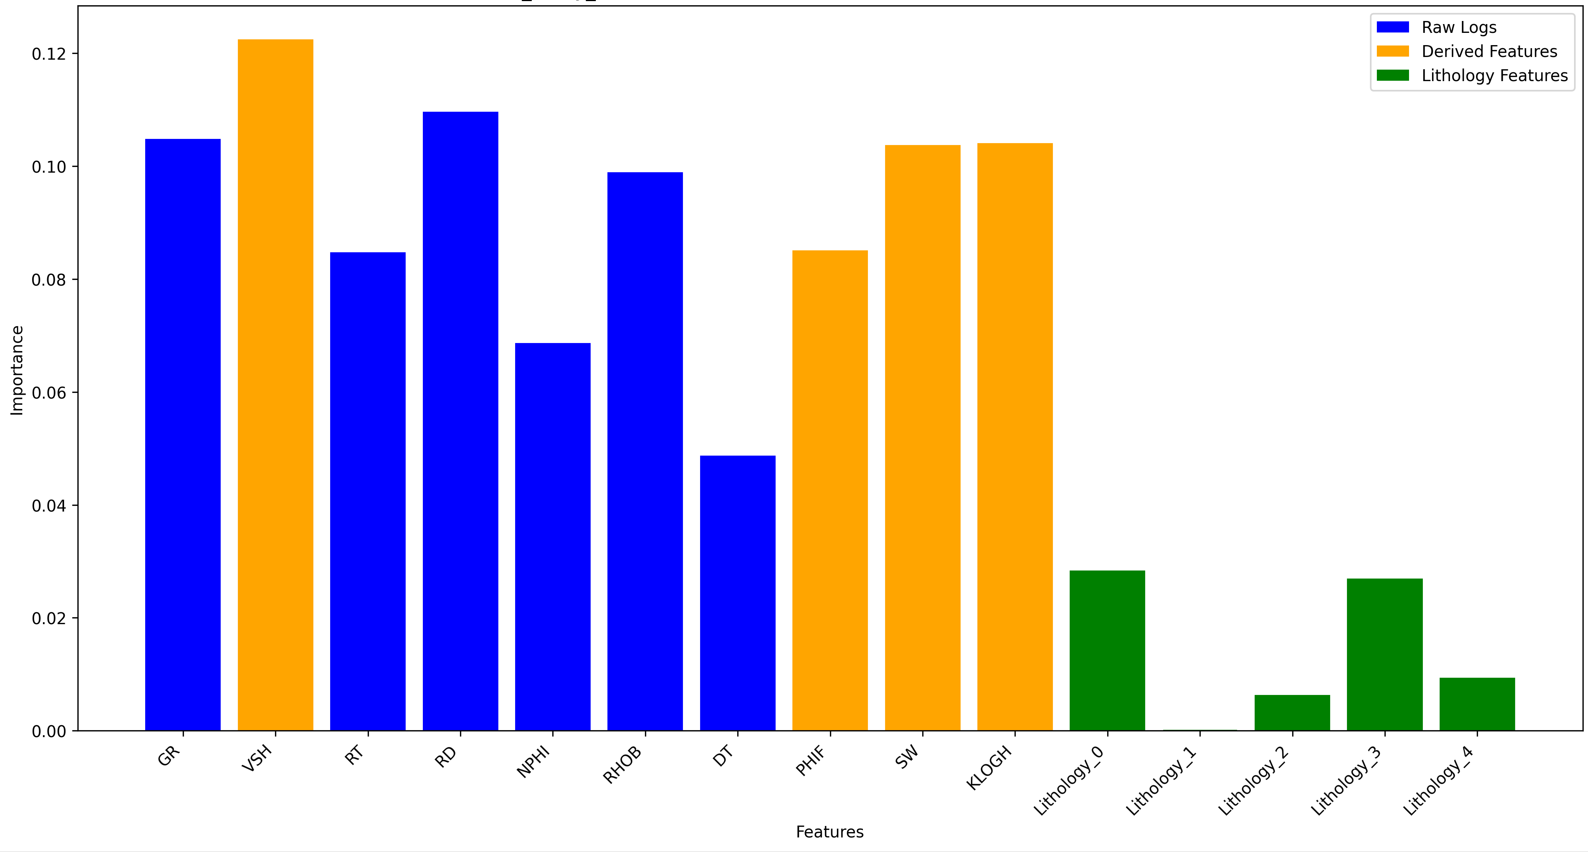 Raw Logs
Derived Features
Lithology Features
Importance
0.12
0.10
0.08
0.06
0.04
0.02
0.00
GR
VSH
RT
RD
NPHI
RHOB
DT
PHIF
SW
KLOGH
Lithology_0
Lithology_1
Lithology_2
Lithology_3
Lithology_4
Features